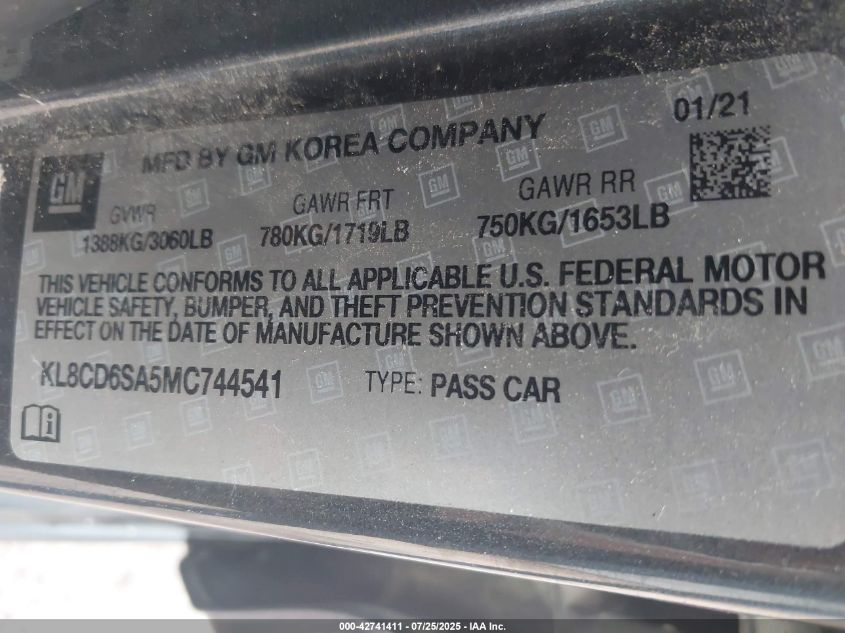 MFD BY GM KOREA COMPANY 01/21
GM
GVWR GAWR FRT GAWR RR
1388KG/3060LB 780KG/1719LB 750KG/1653LB
THIS VEHICLE CONFORMS TO ALL APPLICABLE U.S. FEDERAL MOTOR
VEHICLE SAFETY, BUMPER, AND THEFT PREVENTION STANDARDS IN
EFFECT ON THE DATE OF MANUFACTURE SHOWN ABOVE.
KL8CD6SA5MC744541 TYPE: PASS CAR
000-42741411 - 07/25/2025 - IAA Inc.